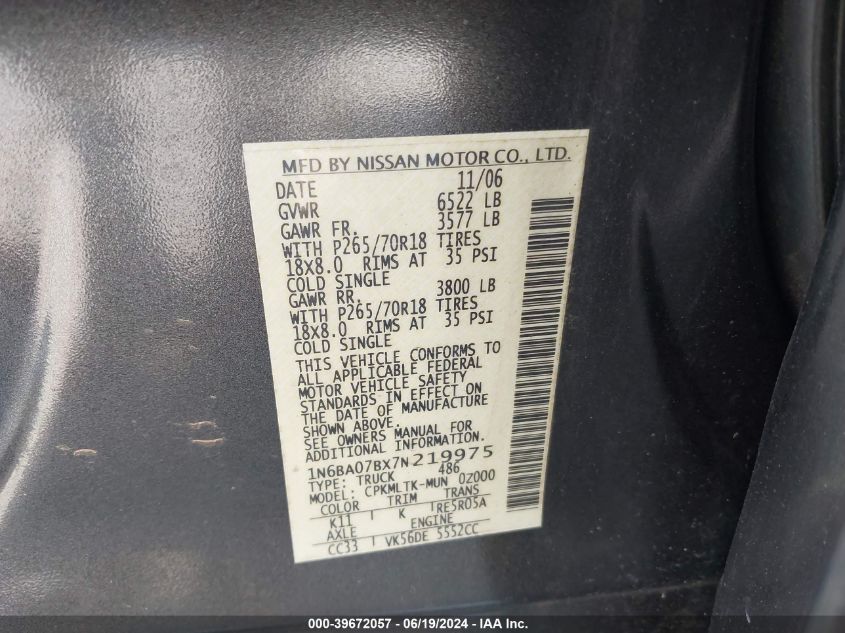 MFD BY NISSAN MOTOR CO., LTD.
DATE 11/06
GVWR 6522 LB
GAWR FR. 3577 LB
WITH P265/70R18 TIRES
18X8.0 RIMS AT 35 PSI
COLD SINGLE
GAWR RR. 3800 LB
WITH P265/70R18 TIRES
18X8.0 RIMS AT 35 PSI
COLD SINGLE
THIS VEHICLE CONFORMS TO
ALL APPLICABLE FEDERAL
MOTOR VEHICLE SAFETY
STANDARDS IN EFFECT ON
THE DATE OF MANUFACTURE
SHOWN ABOVE.
SEE OWNERS MANUAL FOR
ADDITIONAL INFORMATION.
1N6BA07BX7N219975
TYPE: TRUCK 486
MODEL: CPKMLTK-MUN 0Z000
COLOR TRIM TRANS
K11 K RE5R05A
AXLE ENGINE
CC33 VK56DE 5552CC
000-39672057 - 06/19/2024 - IAAI Inc.